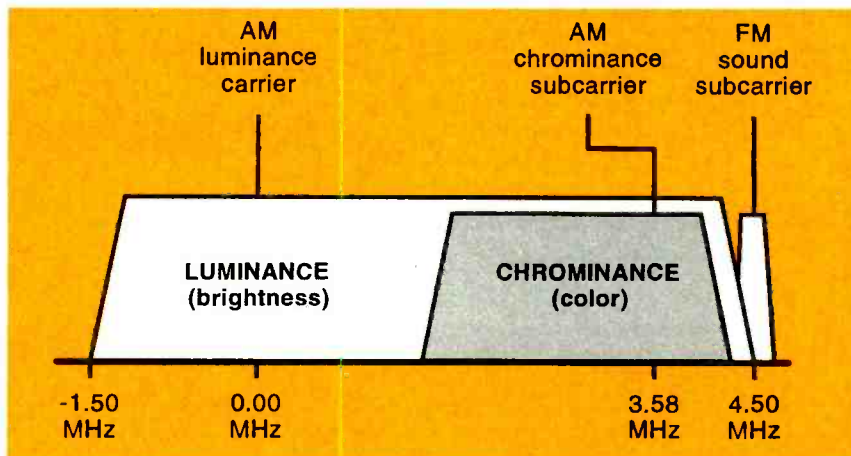 AM
luminance
carrier
AM
chrominance
subcarrier
FM
sound
subcarrier
LUMINANCE
(brightness)
CHROMINANCE
(color)
-1.50
MHz
0.00
MHz
3.58
MHz
4.50
MHz